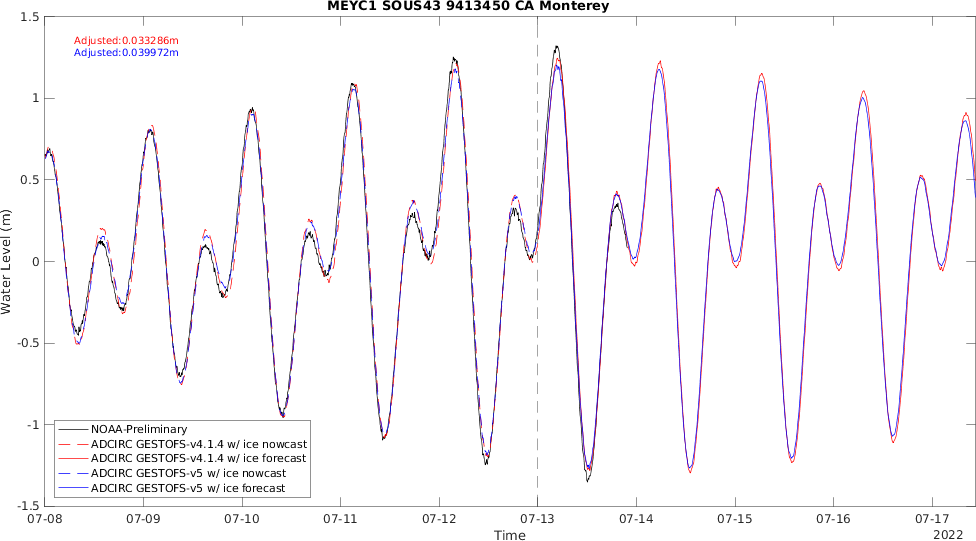 MEYC1 SOUS43 9413450 CA Monterey
1.5
Adjusted:0.033286m
Adjusted:0.039972m
1
0.5
0
-0.5
-1
-1.5
Water Level (m)
NOAA-Preliminary
ADCIRC GESTOFS-v4.1.4 w/ ice nowcast
ADCIRC GESTOFS-v4.1.4 w/ ice forecast
ADCIRC GESTOFS-v5 w/ ice nowcast
ADCIRC GESTOFS-v5 w/ ice forecast
07-08 07-09 07-10 07-11 07-12 07-13 07-14 07-15 07-16 07-17
Time
2022